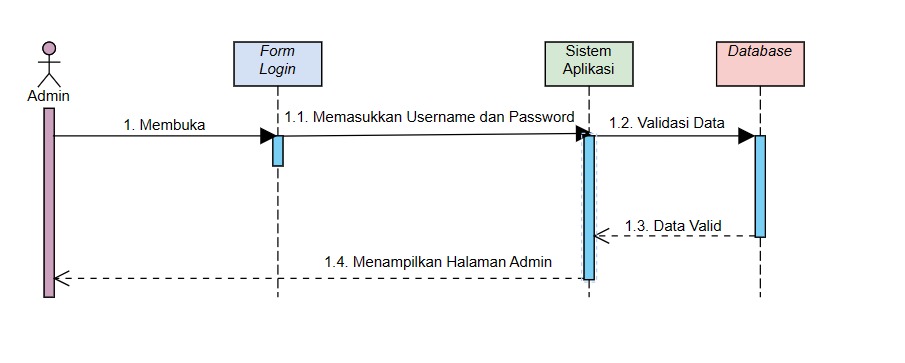 Form
Login
Sistem
Aplikasi
Database
Admin
1. Membuka
1.1. Memasukkan Username dan Password
1.2. Validasi Data
1.3. Data Valid
1.4. Menampilkan Halaman Admin